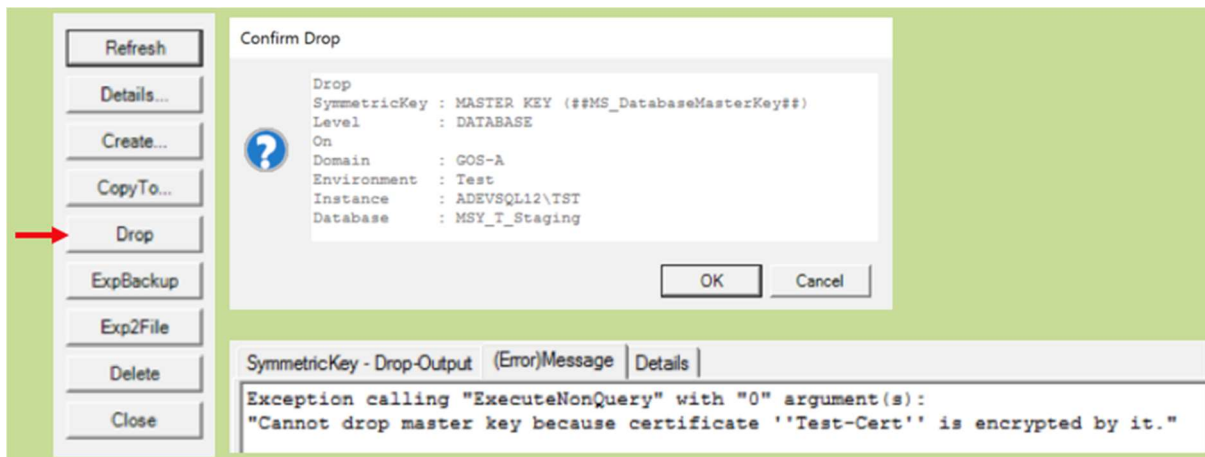 Refresh
Details...
Create...
CopyTo...
Drop
ExpBackup
Exp2File
Delete
Close
Confirm Drop
Drop
SymmetricKey : MASTER KEY (##MS_DatabaseMasterKey##)
Level : DATABASE
On
Domain : GOS-A
Environment : Test
Instance : ADEVSQL12\TST
Database : MSY_T_Staging
OK Cancel
SymmetricKey - Drop-Output (Error)Message Details
Exception calling "ExecuteNonQuery" with "0" argument(s):
"Cannot drop master key because certificate ''Test-Cert'' is encrypted by it."